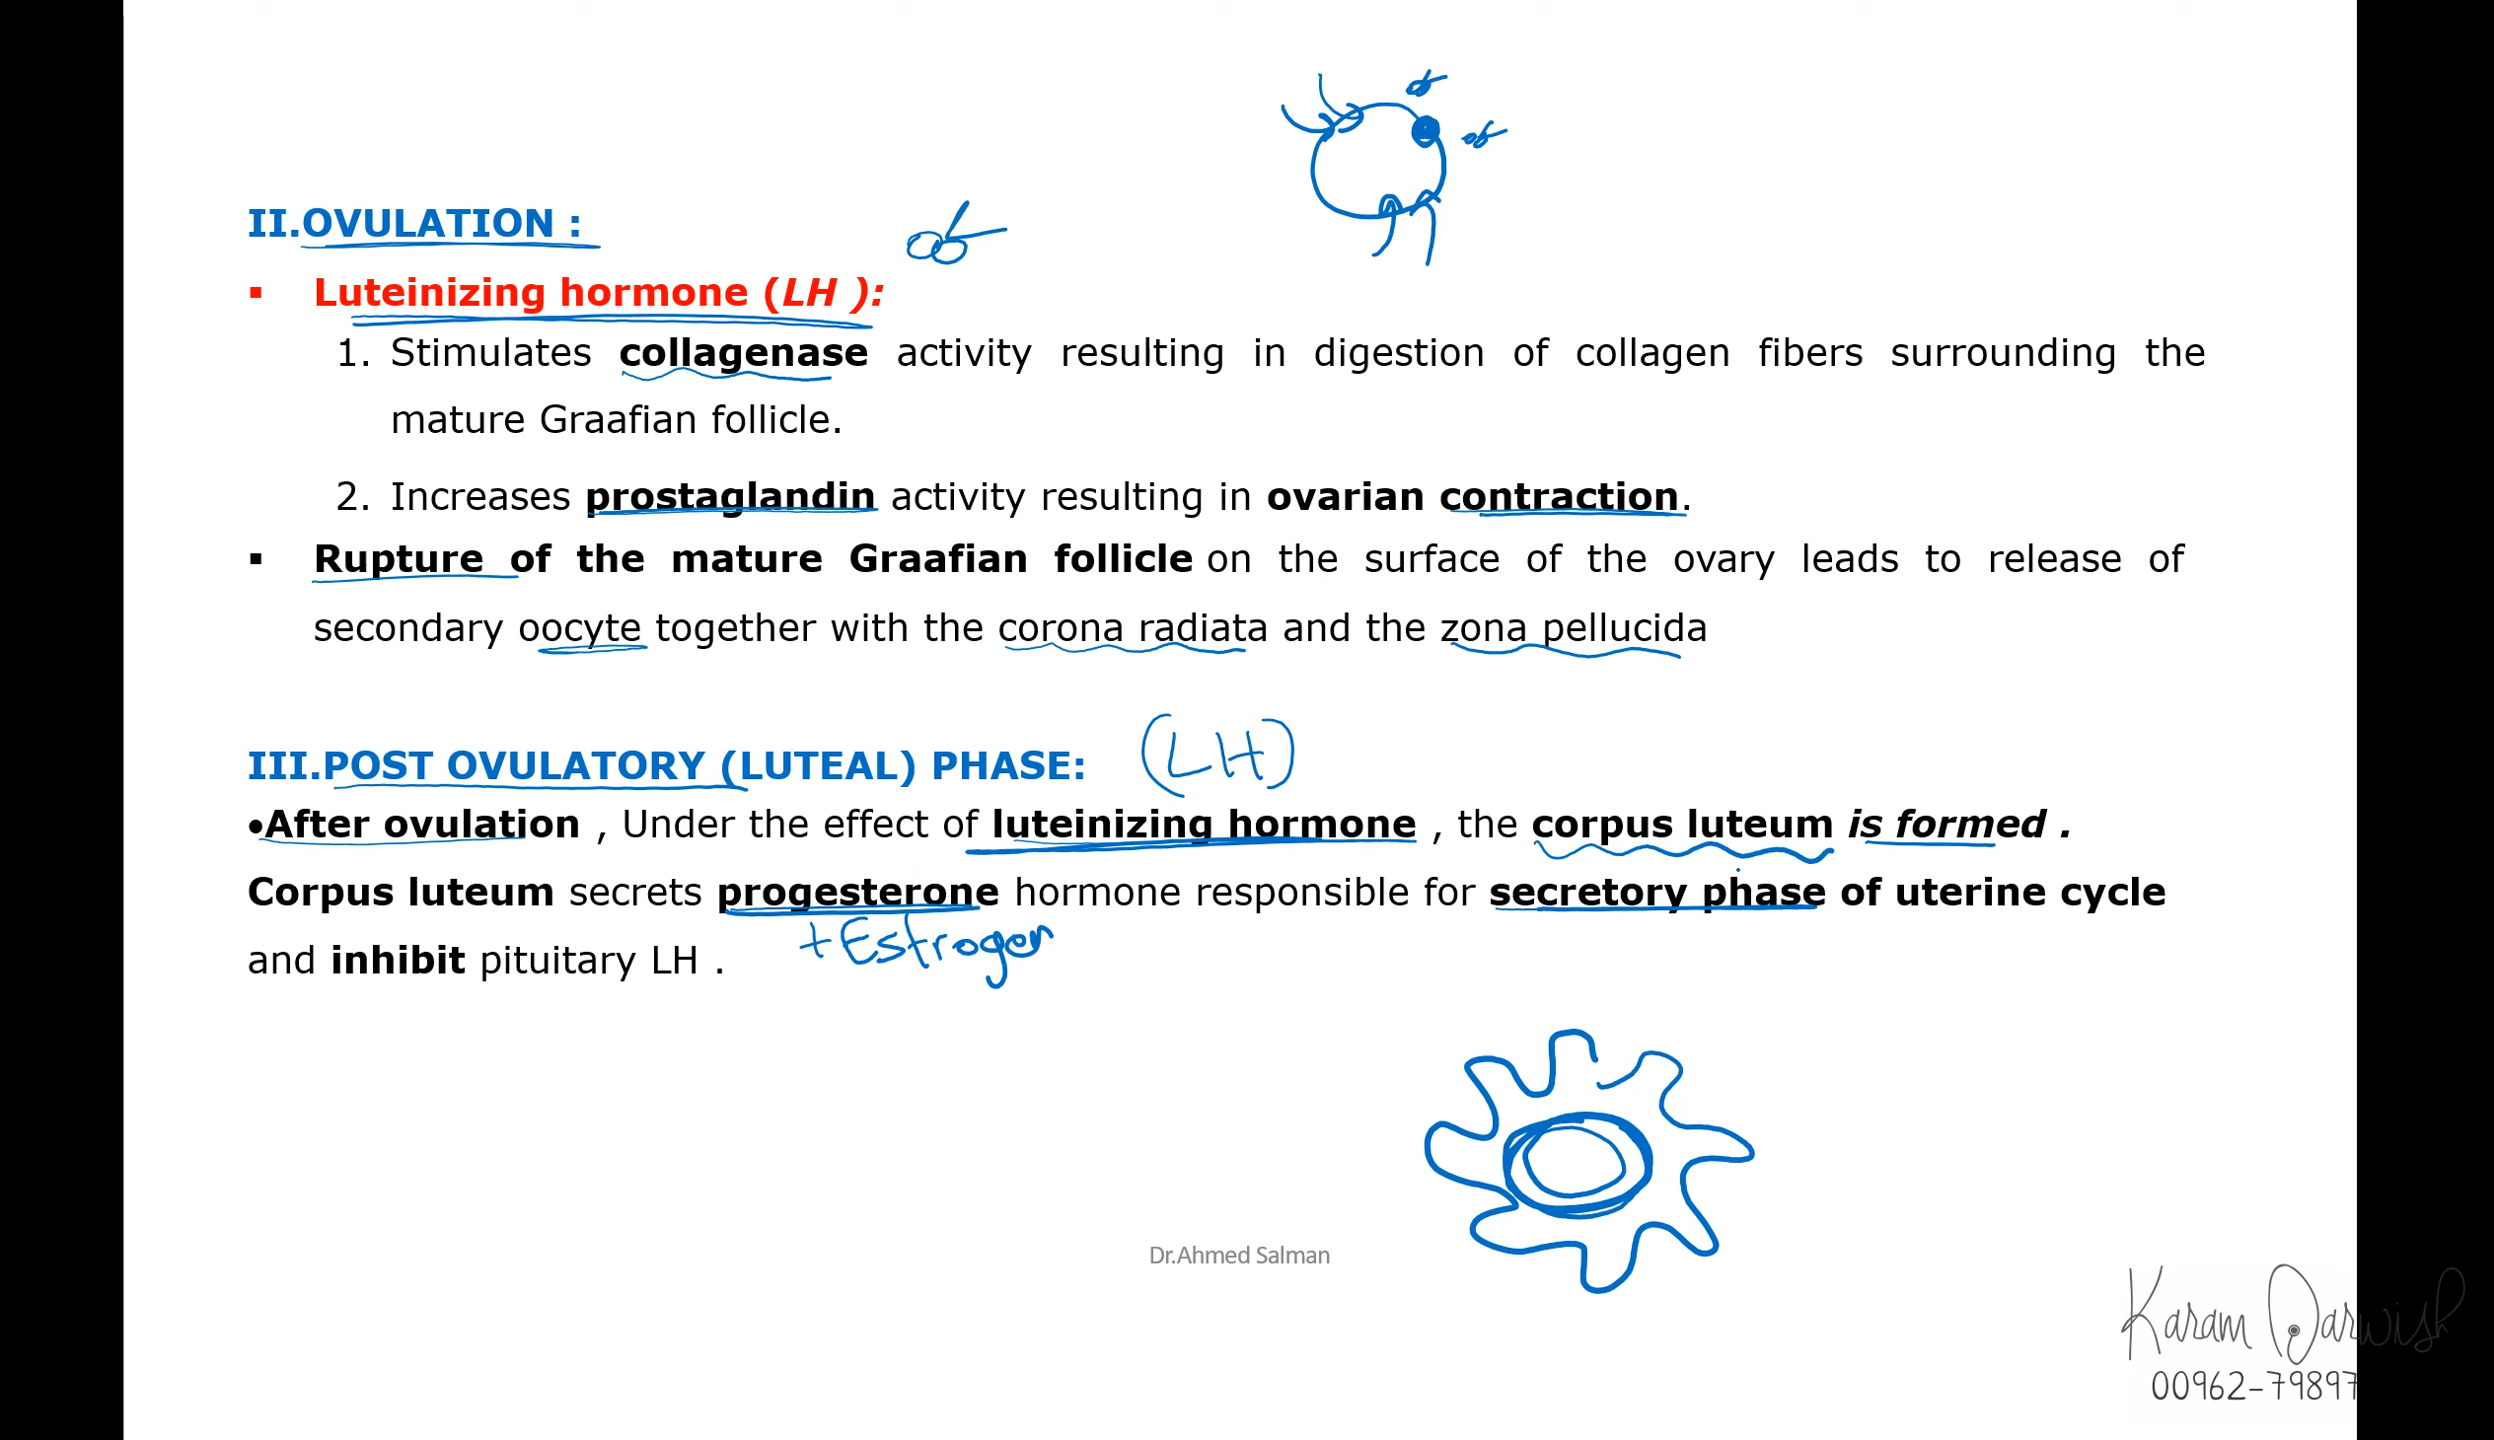 II.OVULATION :
▪ Luteinizing hormone (LH ):
1. Stimulates collagenase activity resulting in digestion of collagen fibers surrounding the
mature Graafian follicle.
2. Increases prostaglandin activity resulting in ovarian contraction.
▪ Rupture of the mature Graafian follicle on the surface of the ovary leads to release of
secondary oocyte together with the corona radiata and the zona pellucida
III.POST OVULATORY (LUTEAL) PHASE: (LH)
•After ovulation , Under the effect of luteinizing hormone , the corpus luteum is formed .
Corpus luteum secrets progesterone hormone responsible for secretory phase of uterine cycle
+Estrogen
and inhibit pituitary LH .
Dr.Ahmed Salman
Karam Darwish
00962-79897